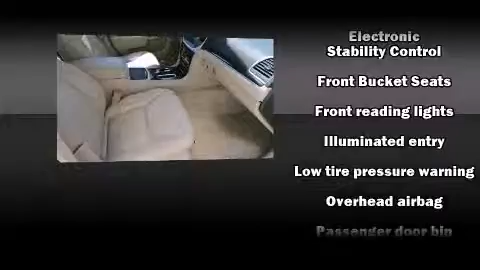 Electronic
Stability Control
Front Bucket Seats
Front reading lights
Illuminated entry
Low tire pressure warning
Overhead airbag
Passenger door bin